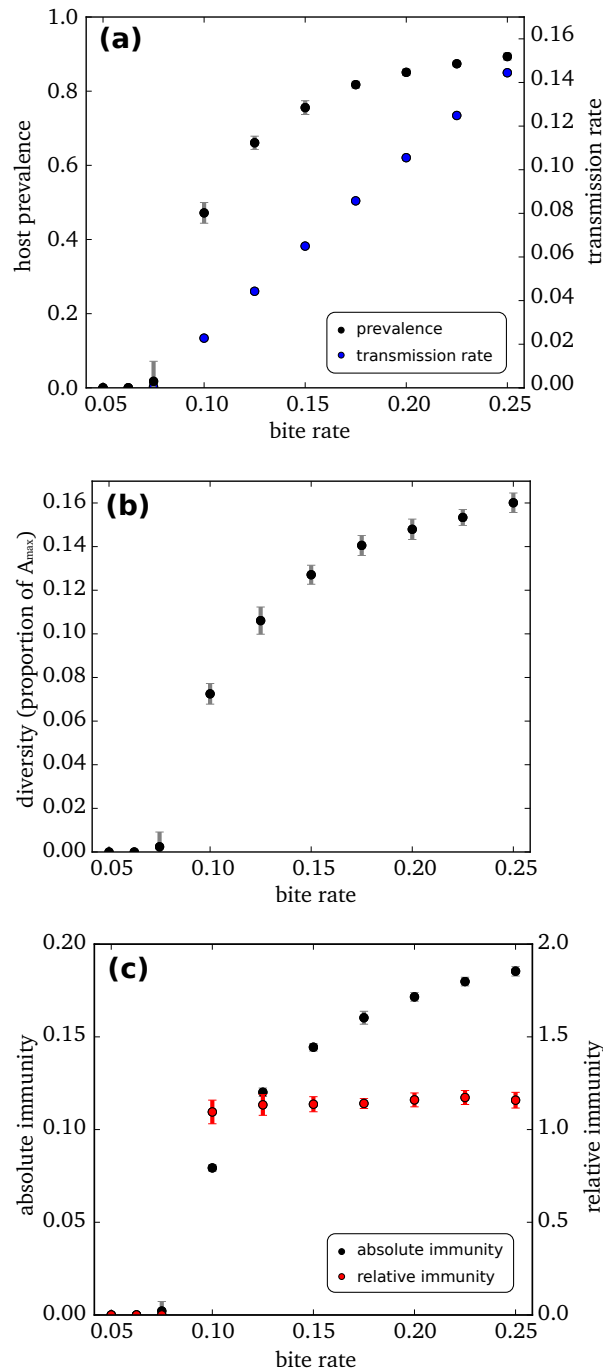 (a)
1.0
0.8
0.6
0.4
0.2
0.0
host prevalence
0.16
0.14
0.12
0.10
0.08
0.06
0.04
0.02
0.00
transmission rate
prevalence
transmission rate
0.05 0.10 0.15 0.20 0.25
bite rate
(b)
0.16
0.14
0.12
0.10
0.08
0.06
0.04
0.02
0.00
diversity (proportion of Amax)
0.05 0.10 0.15 0.20 0.25
bite rate
(c)
0.20
0.15
0.10
0.05
0.00
absolute immunity
2.0
1.5
1.0
0.5
0.0
relative immunity
absolute immunity
relative immunity
0.05 0.10 0.15 0.20 0.25
bite rate